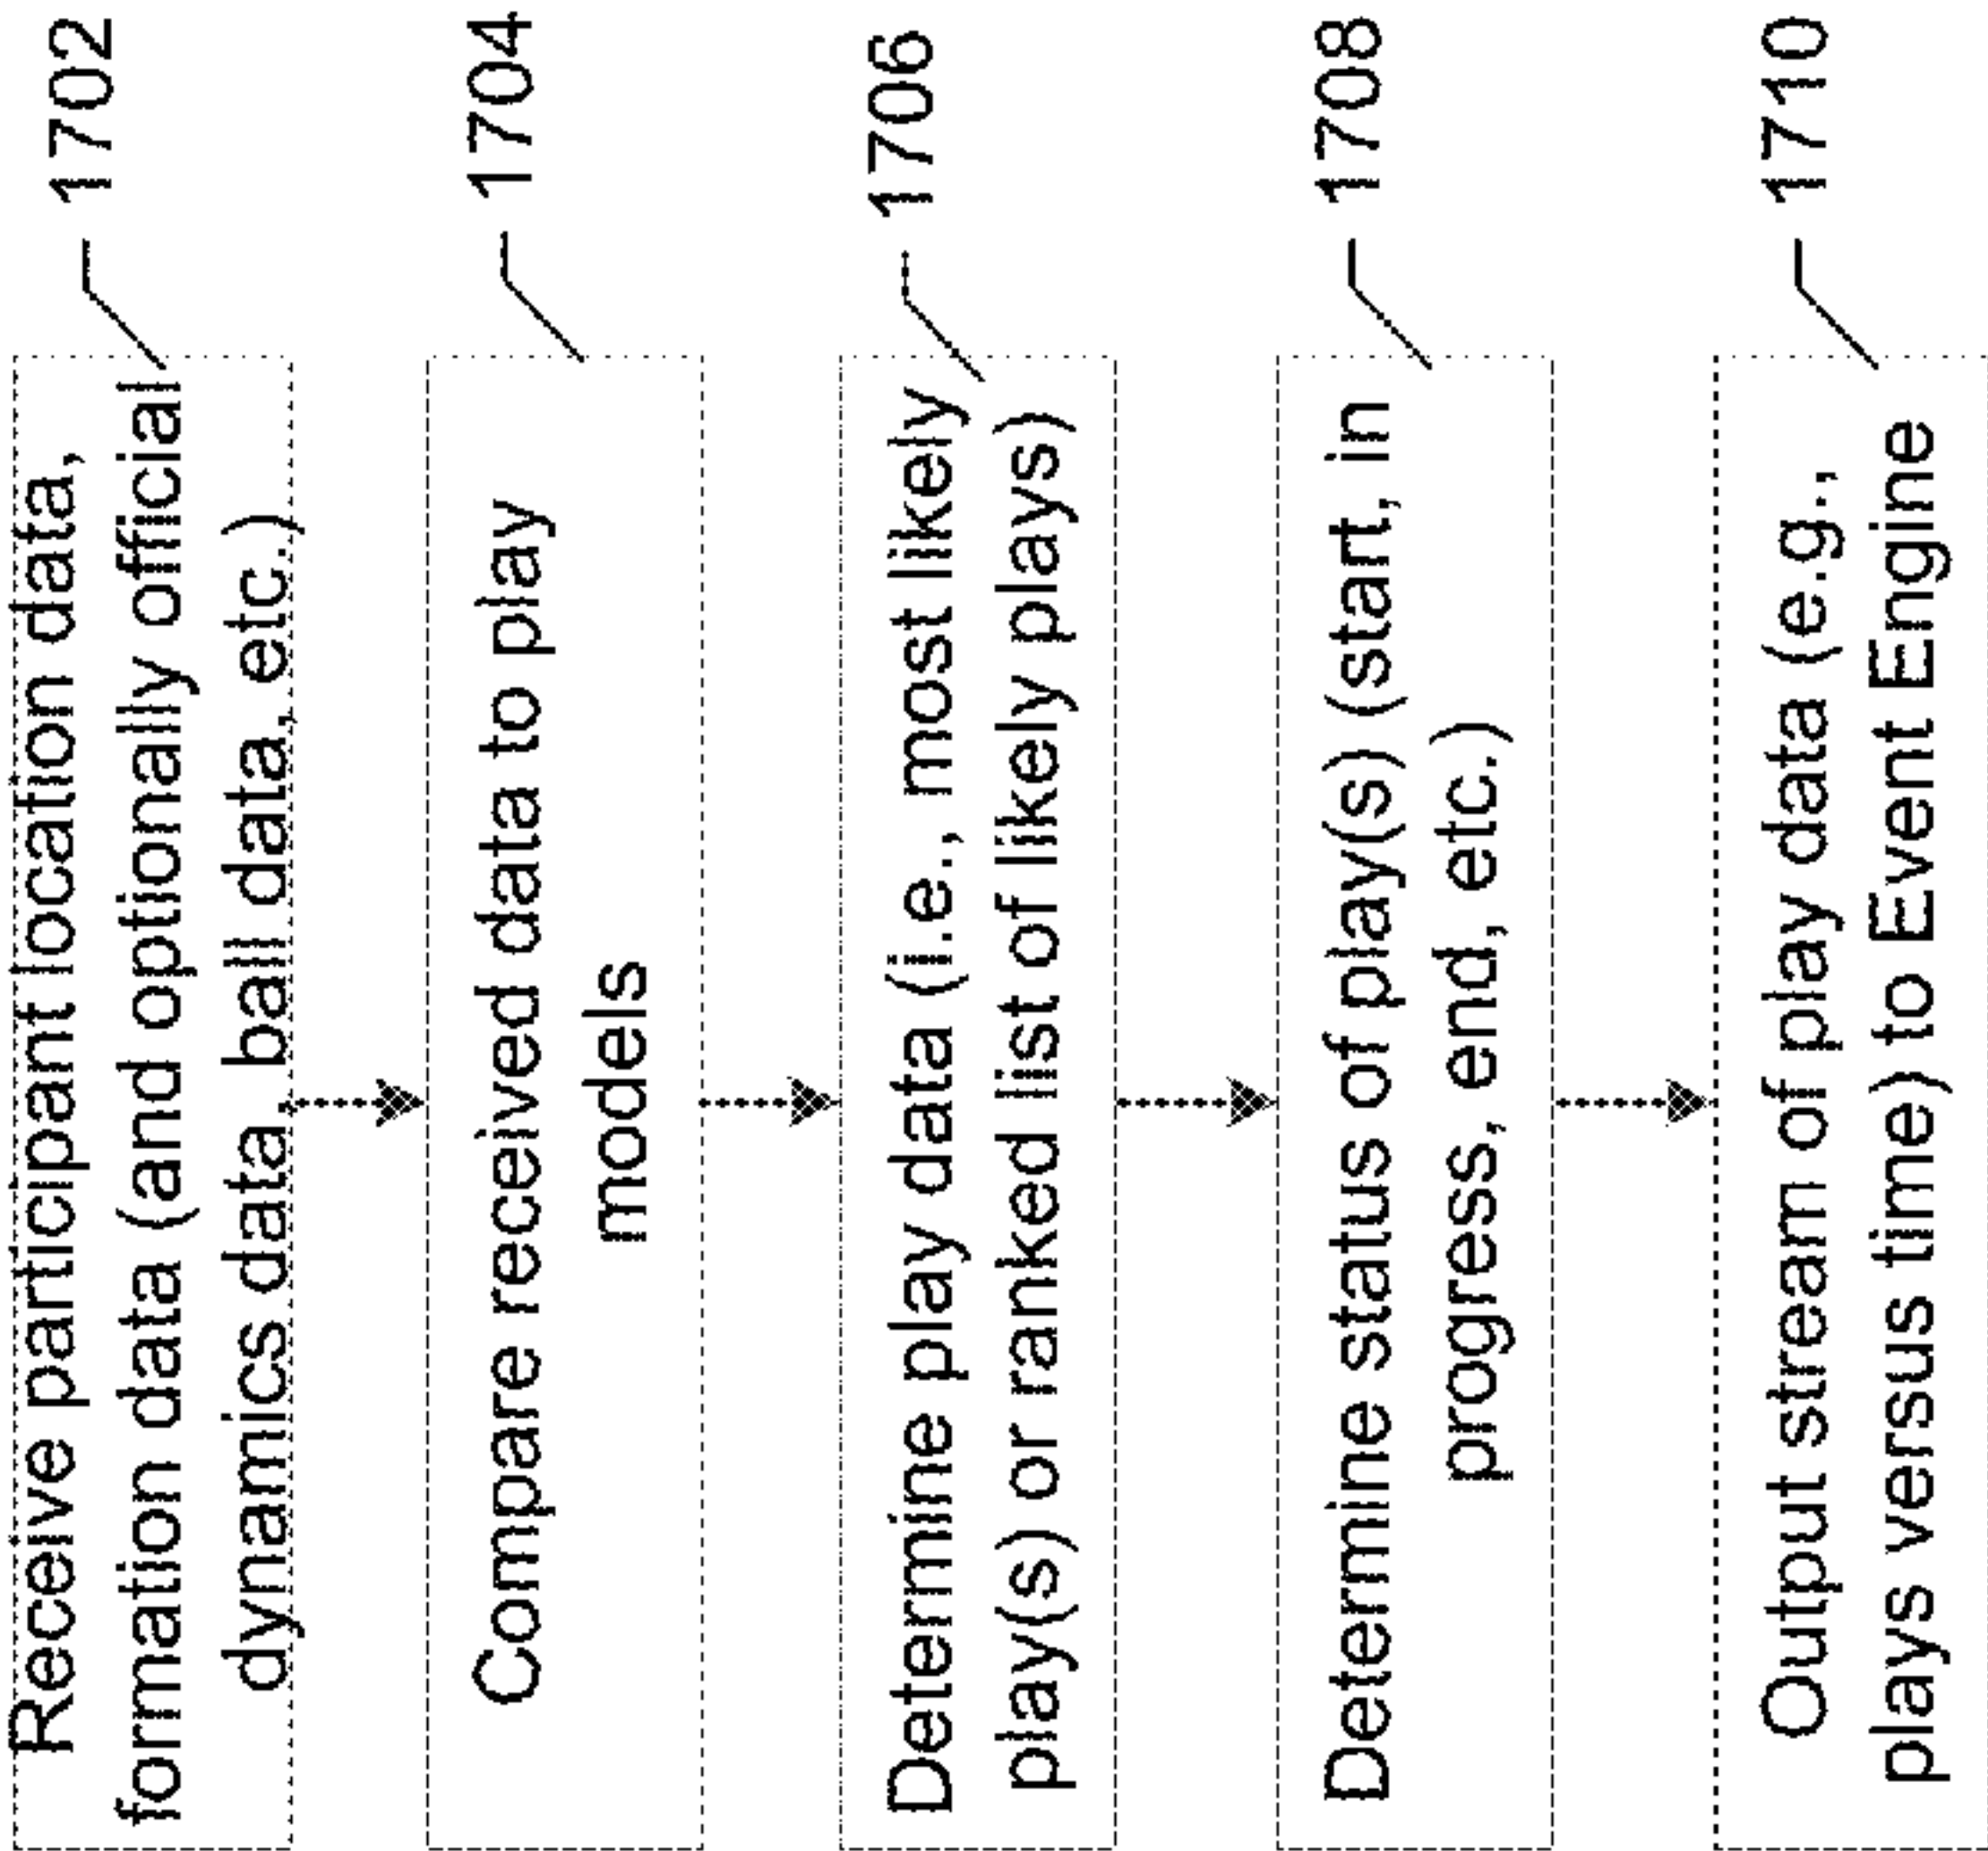 Receive participant location data,
formation data (and optionally official
dynamics data, ball data, etc.)
1702
Compare received data to play
models
1704
Determine play data (i.e., most likely
play(s) or ranked list of likely plays)
1706
Determine status of play(s) (start, in
progress, end, etc.)
1708
Output stream of play data (e.g.,
plays versus time) to Event Engine
1710